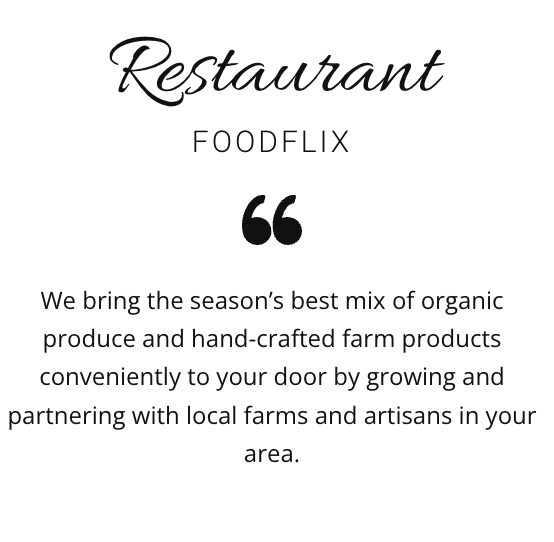 Restaurant
FOODFLIX
“
We bring the season’s best mix of organic
produce and hand-crafted farm products
conveniently to your door by growing and
partnering with local farms and artisans in your
area.